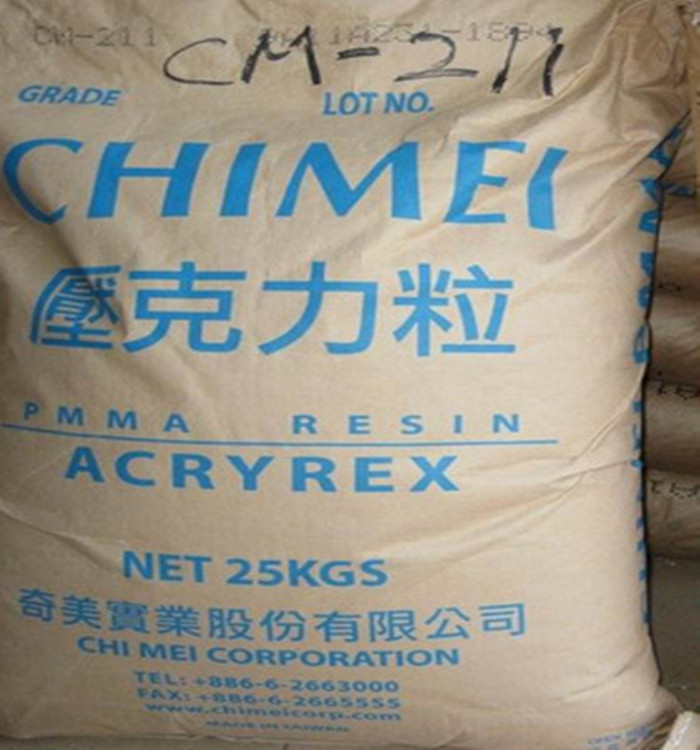 CM-211
CM-211
GRADE LOT NO.
CHIMEI
壓克力粒
PMMA RESIN
ACRYREX
NET 25KGS
奇美實業股份有限公司
CHI MEI CORPORATION
TEL: +886-6-2663000
FAX: +886-6-2665555
www.chimeicorp.com
MADE IN TAIWAN